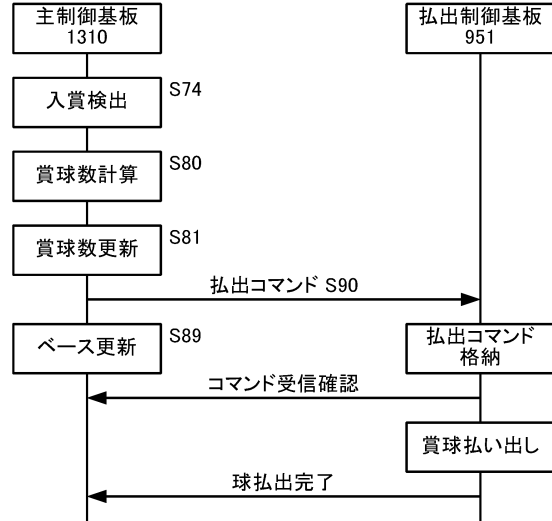 主制御基板
1310
払出制御基板
951
入賞検出
S74
賞球数計算
S80
賞球数更新
S81
払出コマンド S90
ベース更新
S89
払出コマンド
格納
コマンド受信確認
賞球払い出し
球払出完了